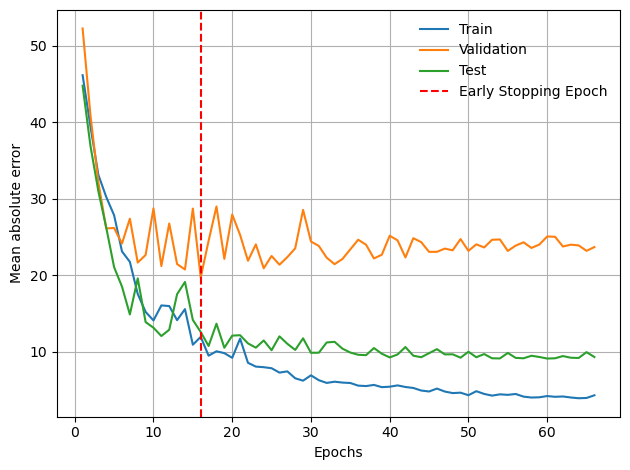 Train
Validation
Test
Early Stopping Epoch
Mean absolute error
50
40
30
20
10
0 10 20 30 40 50 60
Epochs